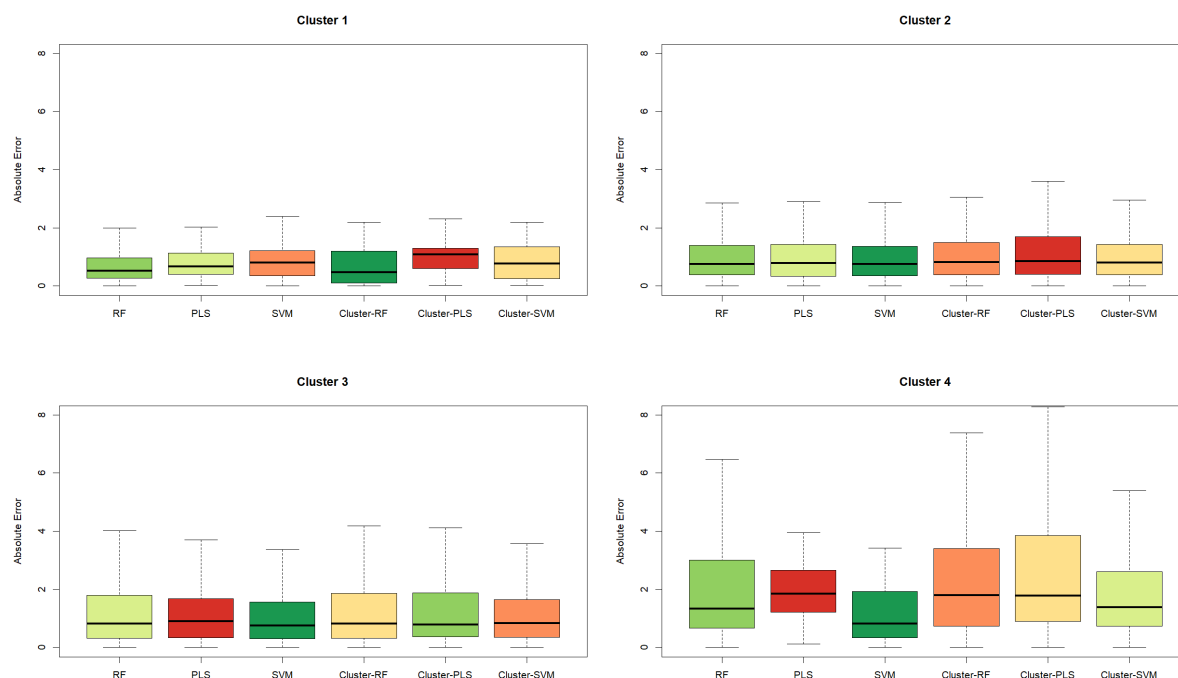 Cluster 1
8
6
4
2
0
Absolute Error
RF PLS SVM Cluster-RF Cluster-PLS Cluster-SVM
Cluster 2
8
6
4
2
0
Absolute Error
RF PLS SVM Cluster-RF Cluster-PLS Cluster-SVM
Cluster 3
8
6
4
2
0
Absolute Error
RF PLS SVM Cluster-RF Cluster-PLS Cluster-SVM
Cluster 4
8
6
4
2
0
Absolute Error
RF PLS SVM Cluster-RF Cluster-PLS Cluster-SVM